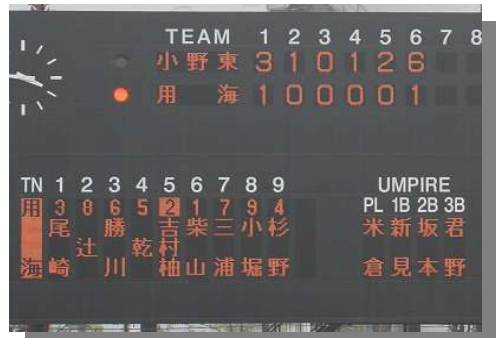 TEAM 1 2 3 4 5 6 7 8
小野東 3 1 0 1 2 6
用海 1 0 0 0 0 1
TN 1 2 3 4 5 6 7 8 9 UMPIRE
用海 3 8 6 5 2 1 7 9 4 PL 1B 2B 3B
尾崎 辻 勝川 乾 吉村柚 柴山 三浦 小堀 杉野 米倉 新見 坂本 君野